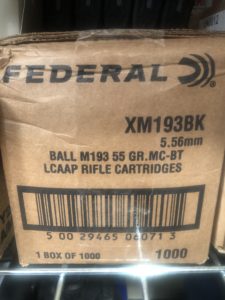 FEDERAL
XM193BK
5.56mm
BALL M193 55 GR.MC-BT
LCAAP RIFLE CARTRIDGES
5 00 29465 06071 3
1 BOX OF 1000
1000